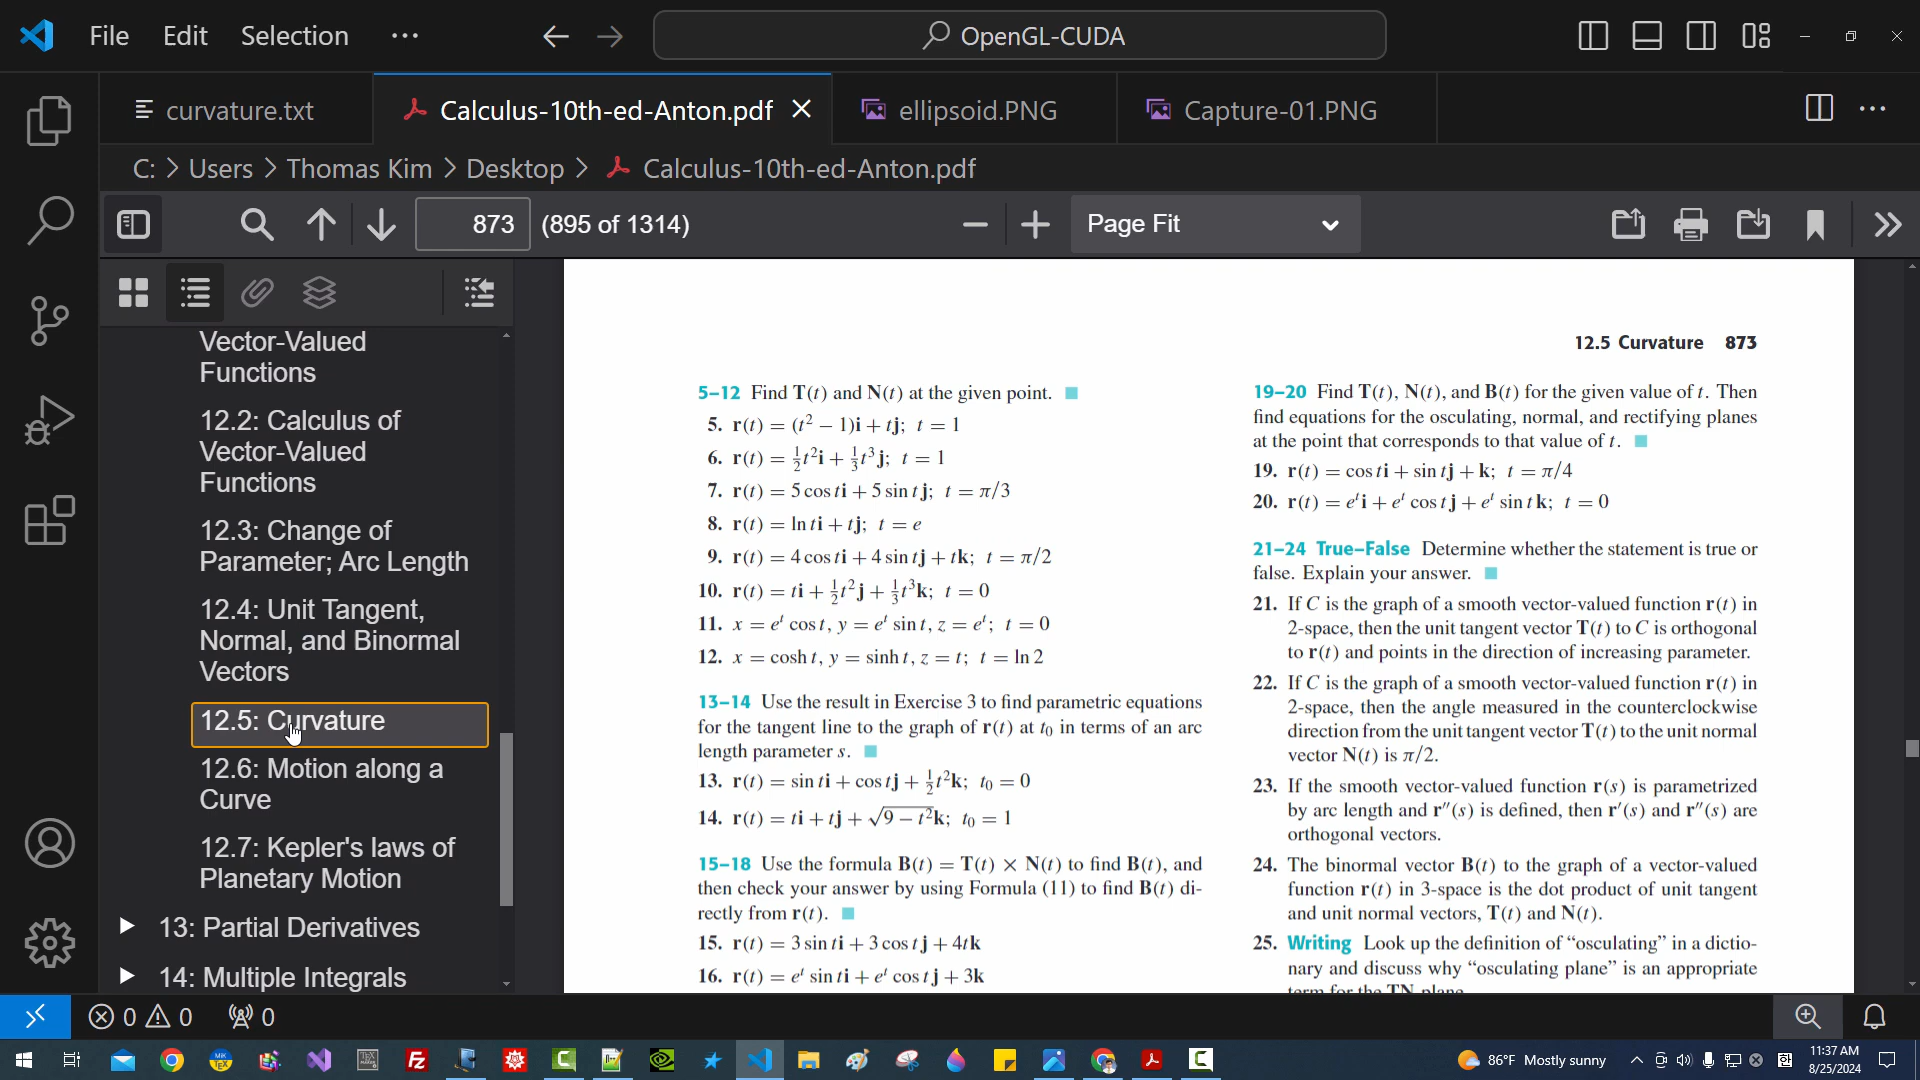 File Edit Selection ···
OpenGL-CUDA
curvature.txt
Calculus-10th-ed-Anton.pdf
ellipsoid.PNG
Capture-01.PNG
C: > Users > Thomas Kim > Desktop > Calculus-10th-ed-Anton.pdf
873 (895 of 1314)
Page Fit
Vector-Valued
Functions
12.2: Calculus of
Vector-Valued
Functions
12.3: Change of
Parameter; Arc Length
12.4: Unit Tangent,
Normal, and Binormal
Vectors
12.5: Curvature
12.6: Motion along a
Curve
12.7: Kepler's laws of
Planetary Motion
13: Partial Derivatives
14: Multiple Integrals
12.5 Curvature 873
5–12 Find T(t) and N(t) at the given point.
5. r(t) = (t² − 1)i + tj; t = 1
6. r(t) = ½t²i + ⅓t³j; t = 1
7. r(t) = 5 cos ti + 5 sin tj; t = π/3
8. r(t) = ln ti + tj; t = e
9. r(t) = 4 cos ti + 4 sin tj + tk; t = π/2
10. r(t) = ti + ½t²j + ⅓t³k; t = 0
11. x = eᵗ cos t, y = eᵗ sin t, z = eᵗ; t = 0
12. x = cosh t, y = sinh t, z = t; t = ln 2
13–14 Use the result in Exercise 3 to find parametric equations
for the tangent line to the graph of r(t) at t₀ in terms of an arc
length parameter s.
13. r(t) = sin ti + cos tj + ½t²k; t₀ = 0
14. r(t) = ti + tj + √(9 − t²)k; t₀ = 1
15–18 Use the formula B(t) = T(t) × N(t) to find B(t), and
then check your answer by using Formula (11) to find B(t) di-
rectly from r(t).
15. r(t) = 3 sin ti + 3 cos tj + 4tk
16. r(t) = eᵗ sin ti + eᵗ cos tj + 3k
19–20 Find T(t), N(t), and B(t) for the given value of t. Then
find equations for the osculating, normal, and rectifying planes
at the point that corresponds to that value of t.
19. r(t) = cos ti + sin tj + k; t = π/4
20. r(t) = eᵗi + eᵗ cos tj + eᵗ sin tk; t = 0
21–24 True–False Determine whether the statement is true or
false. Explain your answer.
21. If C is the graph of a smooth vector-valued function r(t) in
2-space, then the unit tangent vector T(t) to C is orthogonal
to r(t) and points in the direction of increasing parameter.
22. If C is the graph of a smooth vector-valued function r(t) in
2-space, then the angle measured in the counterclockwise
direction from the unit tangent vector T(t) to the unit normal
vector N(t) is π/2.
23. If the smooth vector-valued function r(s) is parametrized
by arc length and r″(s) is defined, then r′(s) and r″(s) are
orthogonal vectors.
24. The binormal vector B(t) to the graph of a vector-valued
function r(t) in 3-space is the dot product of unit tangent
and unit normal vectors, T(t) and N(t).
25. Writing Look up the definition of “osculating” in a dictio-
nary and discuss why “osculating plane” is an appropriate
term for the TN plane
0 0 0
86°F Mostly sunny
11:37 AM
8/25/2024